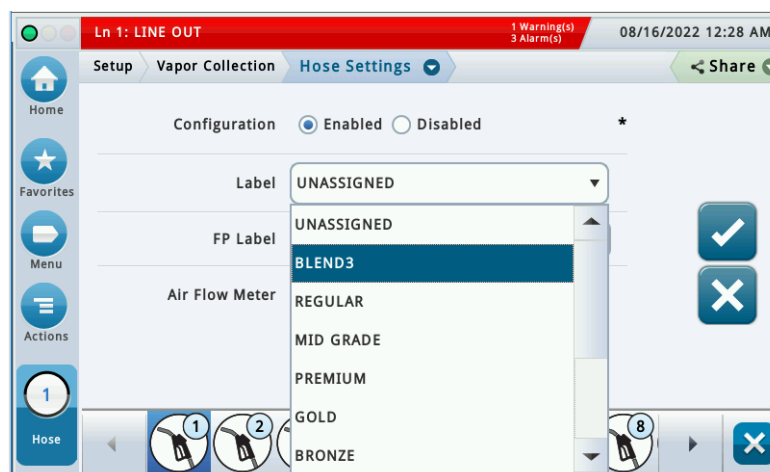 Ln 1: LINE OUT
1 Warning(s)
3 Alarm(s)
08/16/2022 12:28 AM
Setup Vapor Collection Hose Settings
Share
Home
Configuration Enabled Disabled *
Favorites
Label UNASSIGNED
UNASSIGNED
FP Label
BLEND3
Menu
Air Flow Meter
REGULAR
Actions
MID GRADE
PREMIUM
1
GOLD
1 2 8
Hose
BRONZE